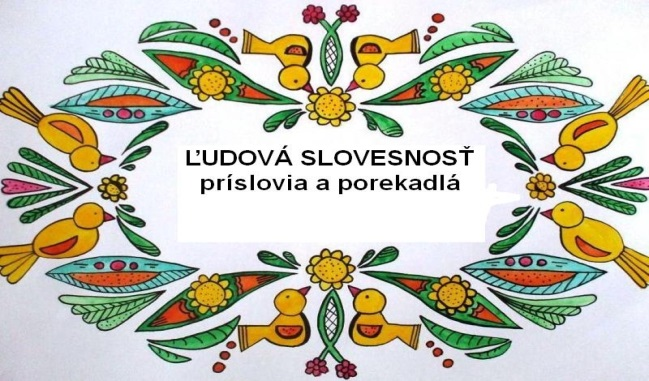 ĽUDOVÁ SLOVESNOSŤ
príslovia a porekadlá